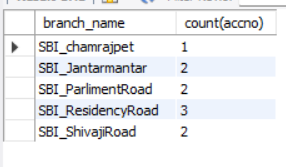 branch_name count(accno)
SBI_chamrajpet 1
SBI_Jantarmantar 2
SBI_ParlimentRoad 2
SBI_ResidencyRoad 3
SBI_ShivajiRoad 2